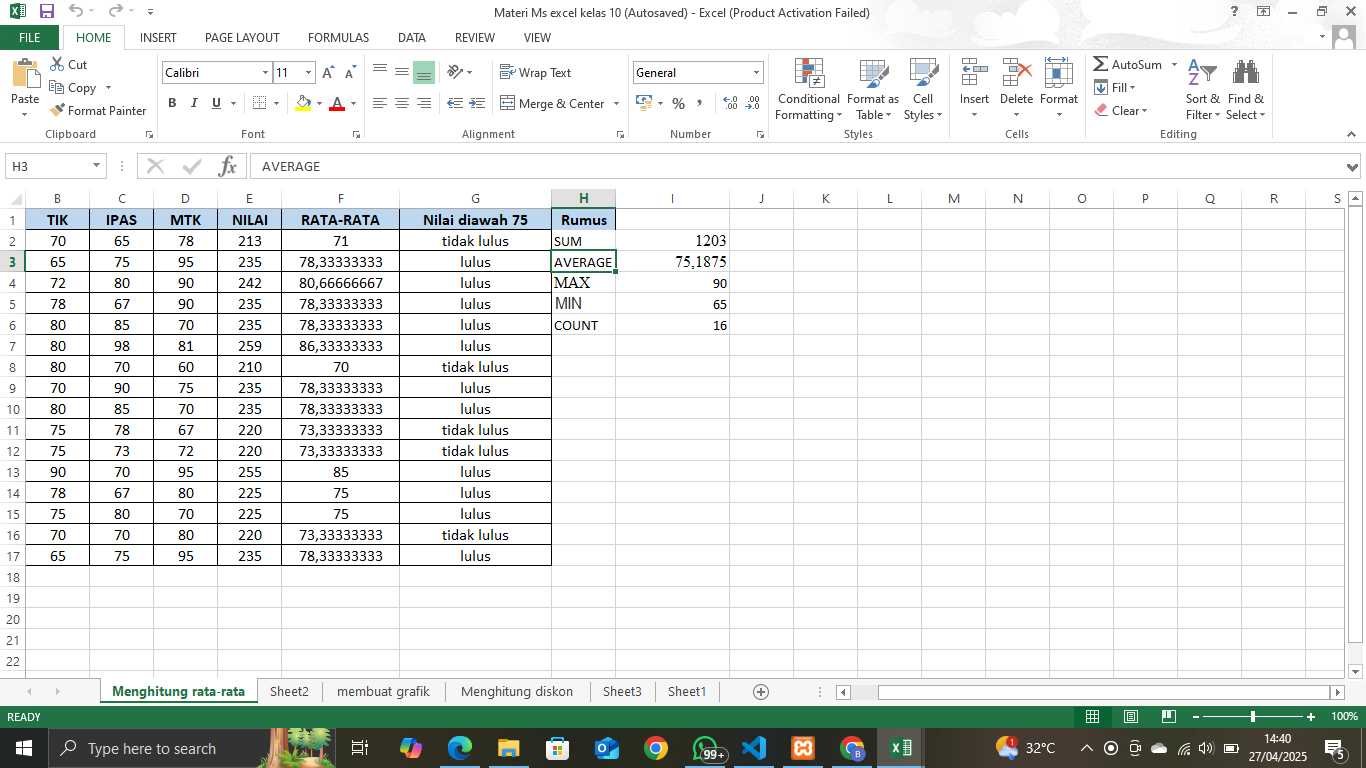 Materi Ms excel kelas 10 (Autosaved) - Excel (Product Activation Failed)
FILE HOME INSERT PAGE LAYOUT FORMULAS DATA REVIEW VIEW
Paste
Cut
Copy
Format Painter
Clipboard
Calibri 11
B I U
Font
Wrap Text
Merge & Center
Alignment
General
% ,
Number
Conditional Formatting
Format as Table
Cell Styles
Styles
Insert Delete Format
Cells
AutoSum
Fill
Clear
Sort & Filter
Find & Select
Editing
H3 fx AVERAGE
B C D E F G H I J K L M N O P Q R S
1 TIK IPAS MTK NILAI RATA-RATA Nilai diawah 75 Rumus
2 70 65 78 213 71 tidak lulus SUM 1203
3 65 75 95 235 78,33333333 lulus AVERAGE 75,1875
4 72 80 90 242 80,66666667 lulus MAX 90
5 78 67 90 235 78,33333333 lulus MIN 65
6 80 85 70 235 78,33333333 lulus COUNT 16
7 80 98 81 259 86,33333333 lulus
8 80 70 60 210 70 tidak lulus
9 70 90 75 235 78,33333333 lulus
10 80 85 70 235 78,33333333 lulus
11 75 78 67 220 73,33333333 tidak lulus
12 75 73 72 220 73,33333333 tidak lulus
13 90 70 95 255 85 lulus
14 78 67 80 225 75 lulus
15 75 80 70 225 75 lulus
16 70 70 80 220 73,33333333 tidak lulus
17 65 75 95 235 78,33333333 lulus
18
19
20
21
22
Menghitung rata-rata Sheet2 membuat grafik Menghitung diskon Sheet3 Sheet1
READY 100%
Type here to search 99+ 32°C 14:40
27/04/2025 5